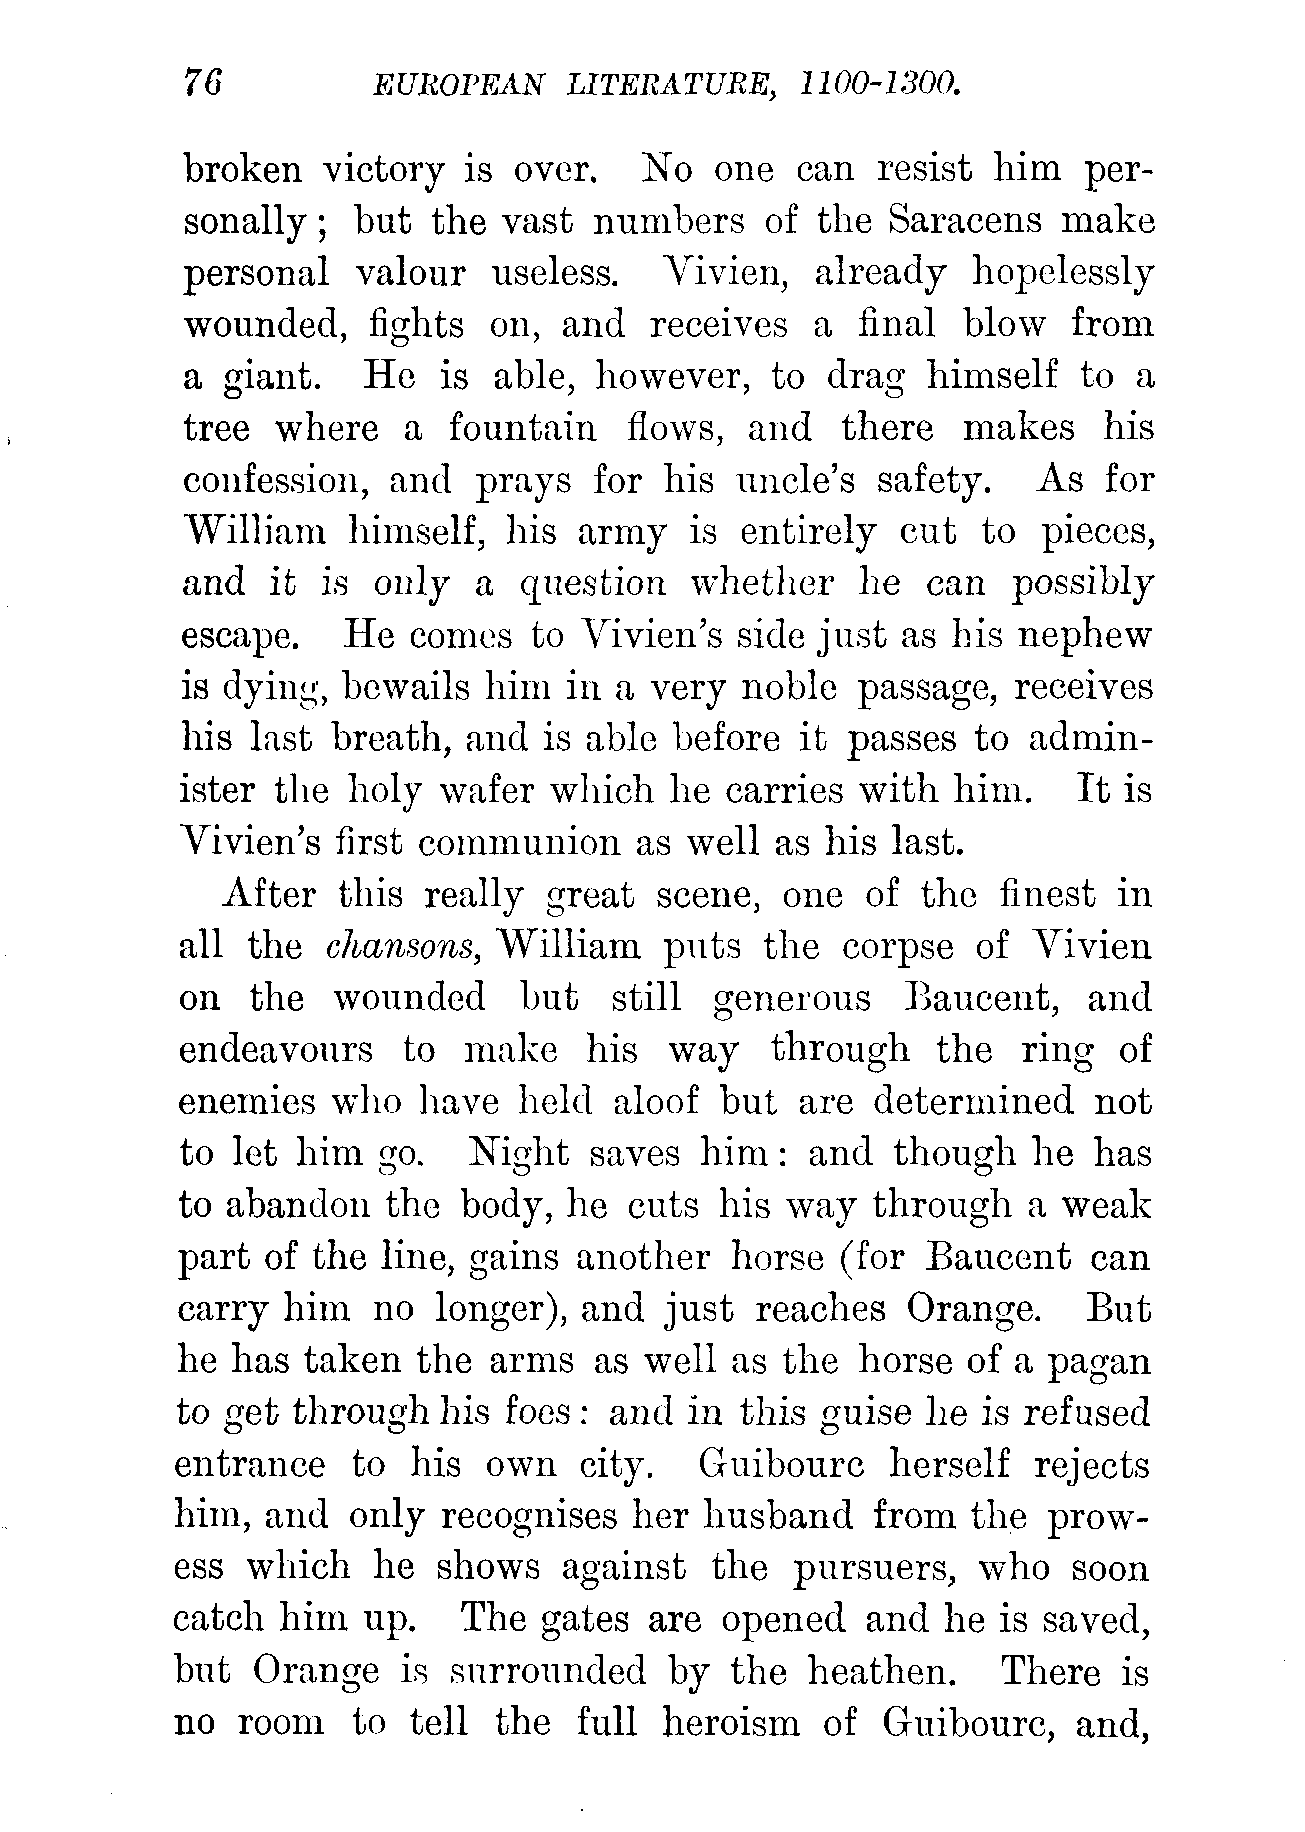 76 EUROPEAN LITERATURE, 1100-1300.
broken victory is over. No one can resist him per-
sonally; but the vast numbers of the Saracens make
personal valour useless. Vivien, already hopelessly
wounded, fights on, and receives a final blow from
a giant. He is able, however, to drag himself to a
tree where a fountain flows, and there makes his
confession, and prays for his uncle's safety. As for
William himself, his army is entirely cut to pieces,
and it is only a question whether he can possibly
escape. He comes to Vivien's side just as his nephew
is dying, bewails him in a very noble passage, receives
his last breath, and is able before it passes to admin-
ister the holy wafer which he carries with him. It is
Vivien's first communion as well as his last.
After this really great scene, one of the finest in
all the chansons, William puts the corpse of Vivien
on the wounded but still generous Baucent, and
endeavours to make his way through the ring of
enemies who have held aloof but are determined not
to let him go. Night saves him: and though he has
to abandon the body, he cuts his way through a weak
part of the line, gains another horse (for Baucent can
carry him no longer), and just reaches Orange. But
he has taken the arms as well as the horse of a pagan
to get through his foes: and in this guise he is refused
entrance to his own city. Guibourc herself rejects
him, and only recognises her husband from the prow-
ess which he shows against the pursuers, who soon
catch him up. The gates are opened and he is saved,
but Orange is surrounded by the heathen. There is
no room to tell the full heroism of Guibourc, and,